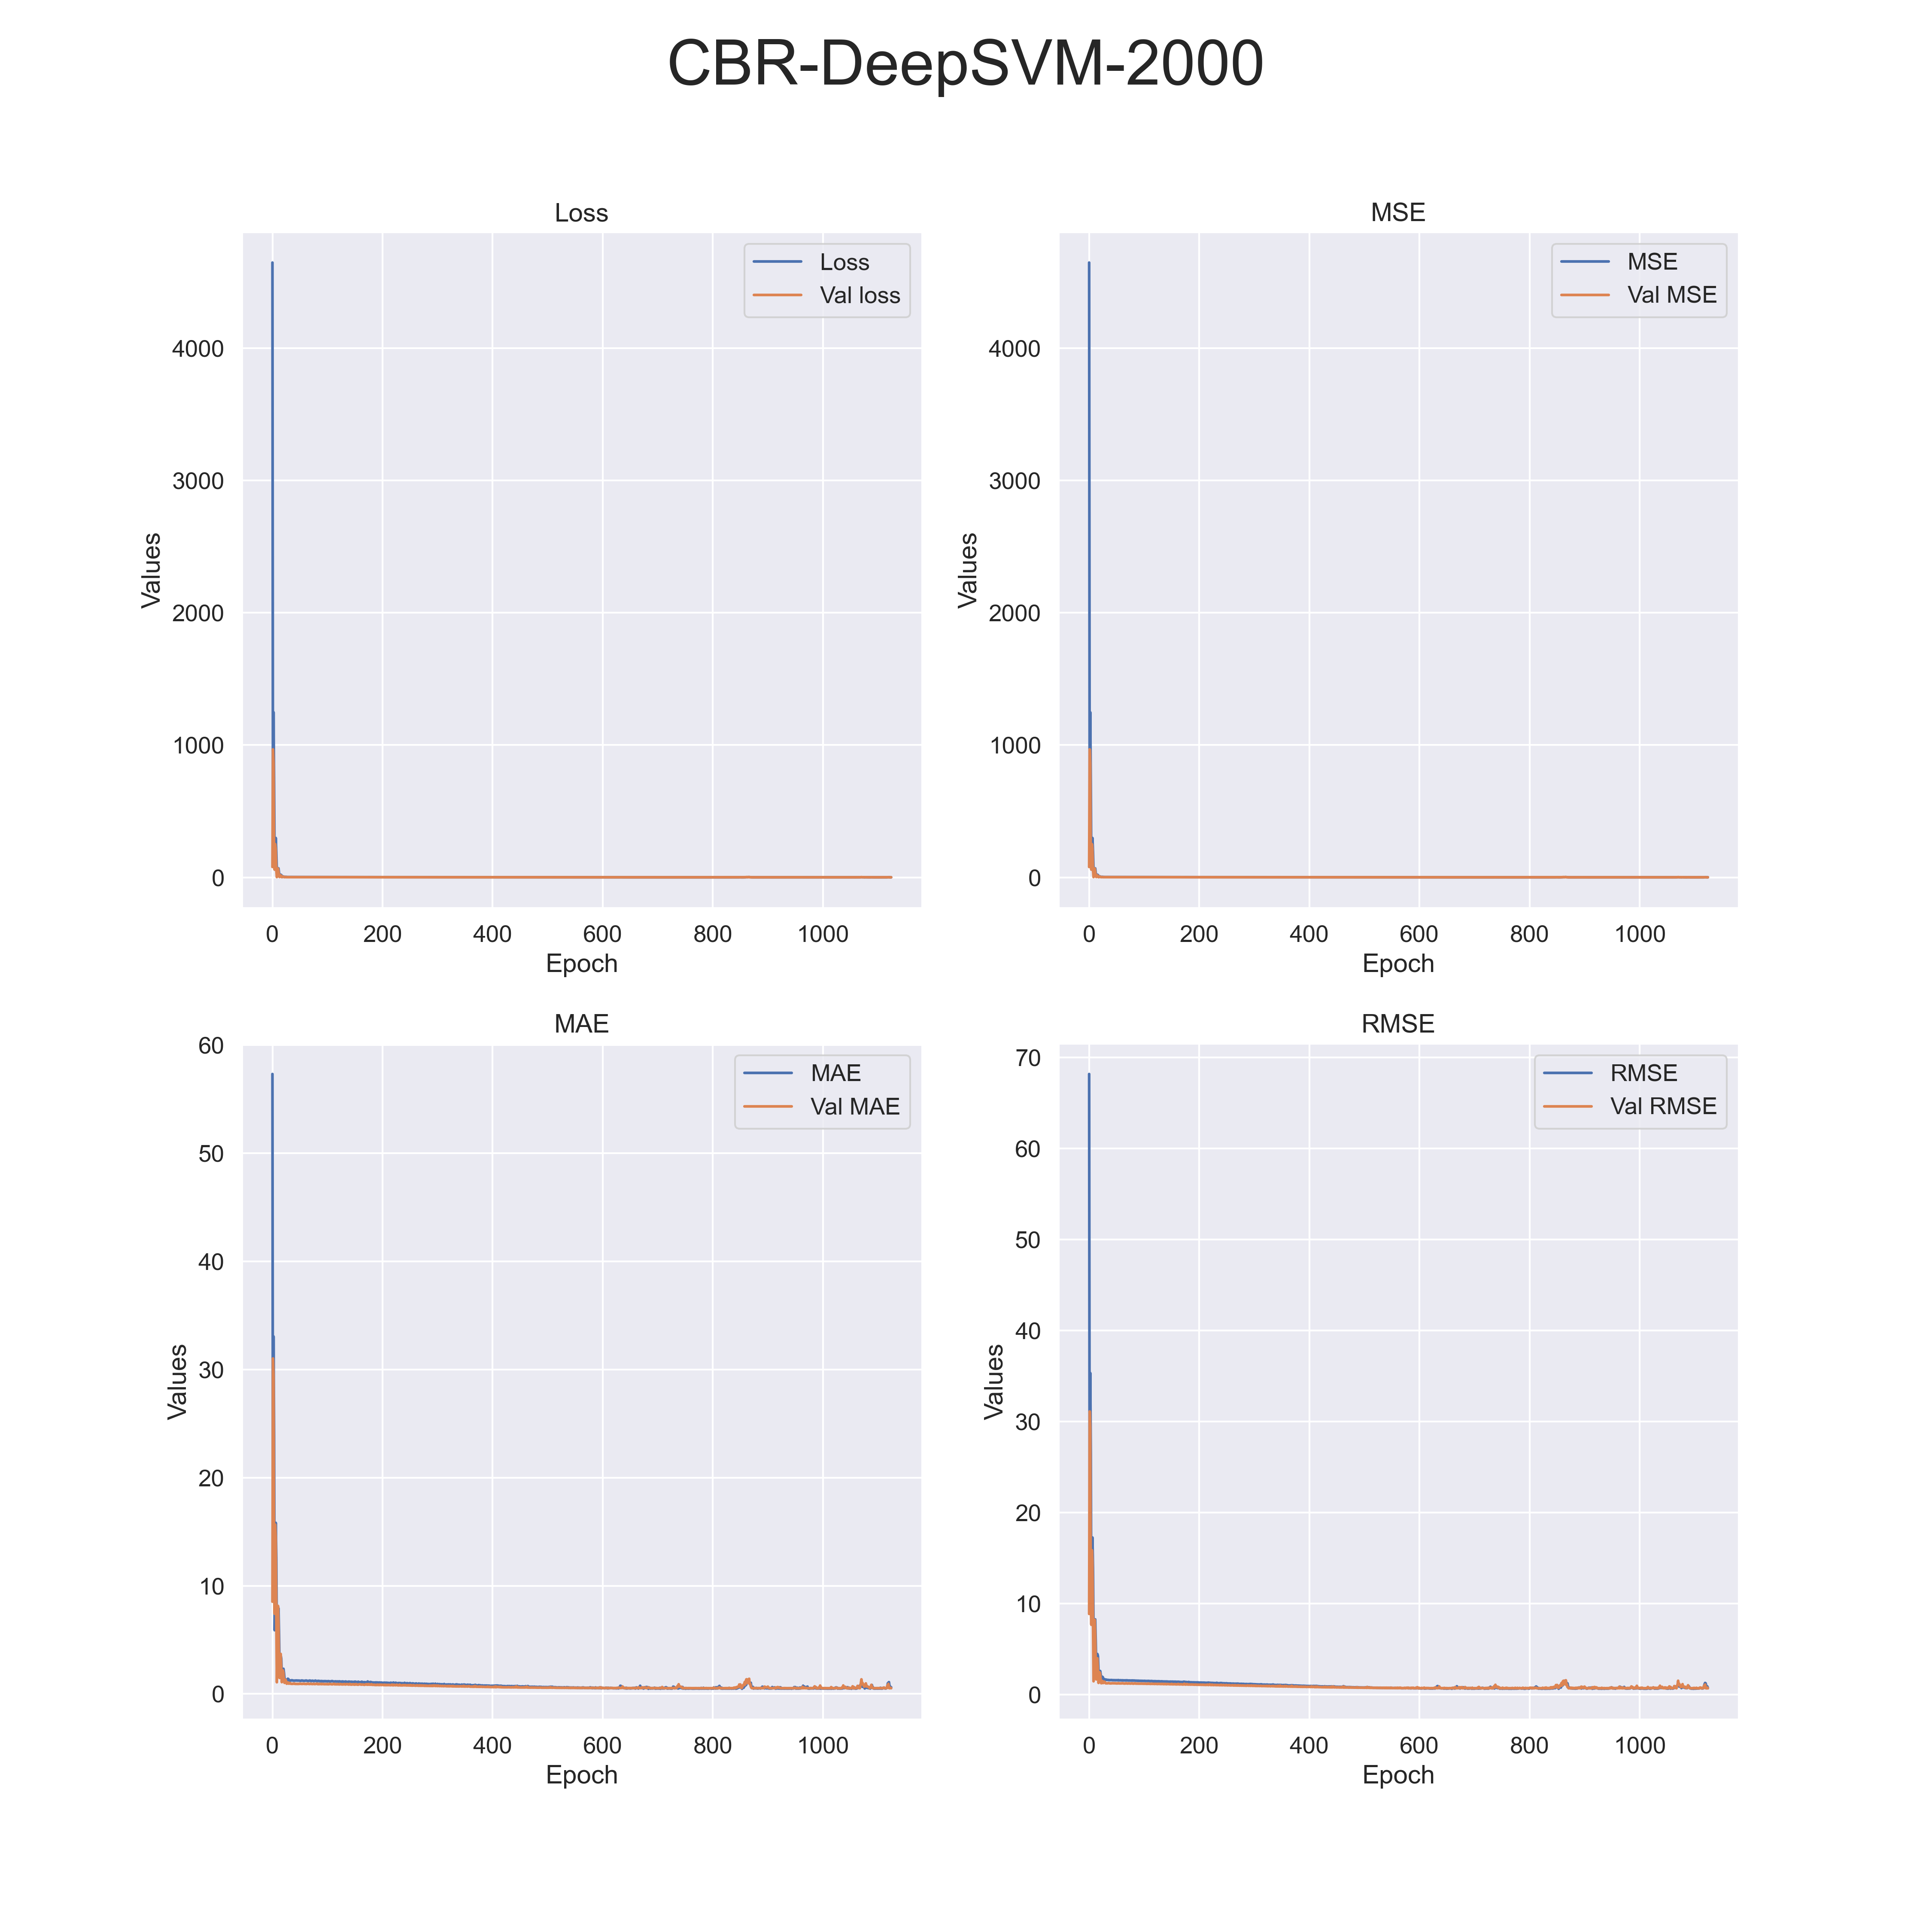 CBR-DeepSVM-2000
Loss
Loss
Val loss
4000
3000
2000
1000
0
Values
0 200 400 600 800 1000
Epoch
MSE
MSE
Val MSE
4000
3000
2000
1000
0
Values
0 200 400 600 800 1000
Epoch
MAE
MAE
Val MAE
60
50
40
30
20
10
0
Values
0 200 400 600 800 1000
Epoch
RMSE
RMSE
Val RMSE
70
60
50
40
30
20
10
0
Values
0 200 400 600 800 1000
Epoch